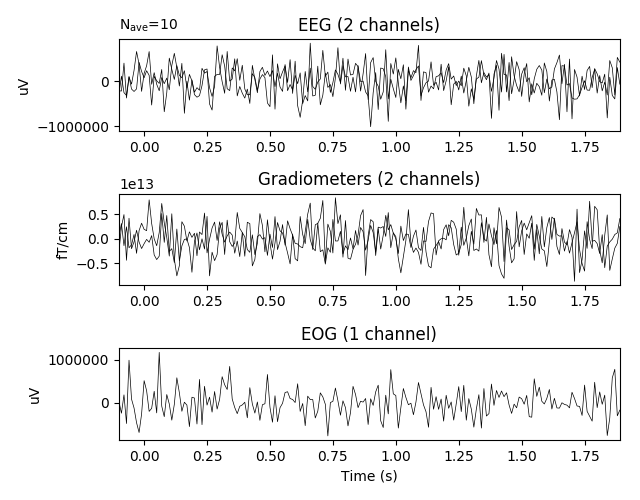 N_ave=10
EEG (2 channels)
uV
0
−1000000
0.00 0.25 0.50 0.75 1.00 1.25 1.50 1.75
1e13
Gradiometers (2 channels)
fT/cm
0.5
0.0
−0.5
0.00 0.25 0.50 0.75 1.00 1.25 1.50 1.75
EOG (1 channel)
uV
1000000
0
0.00 0.25 0.50 0.75 1.00 1.25 1.50 1.75
Time (s)